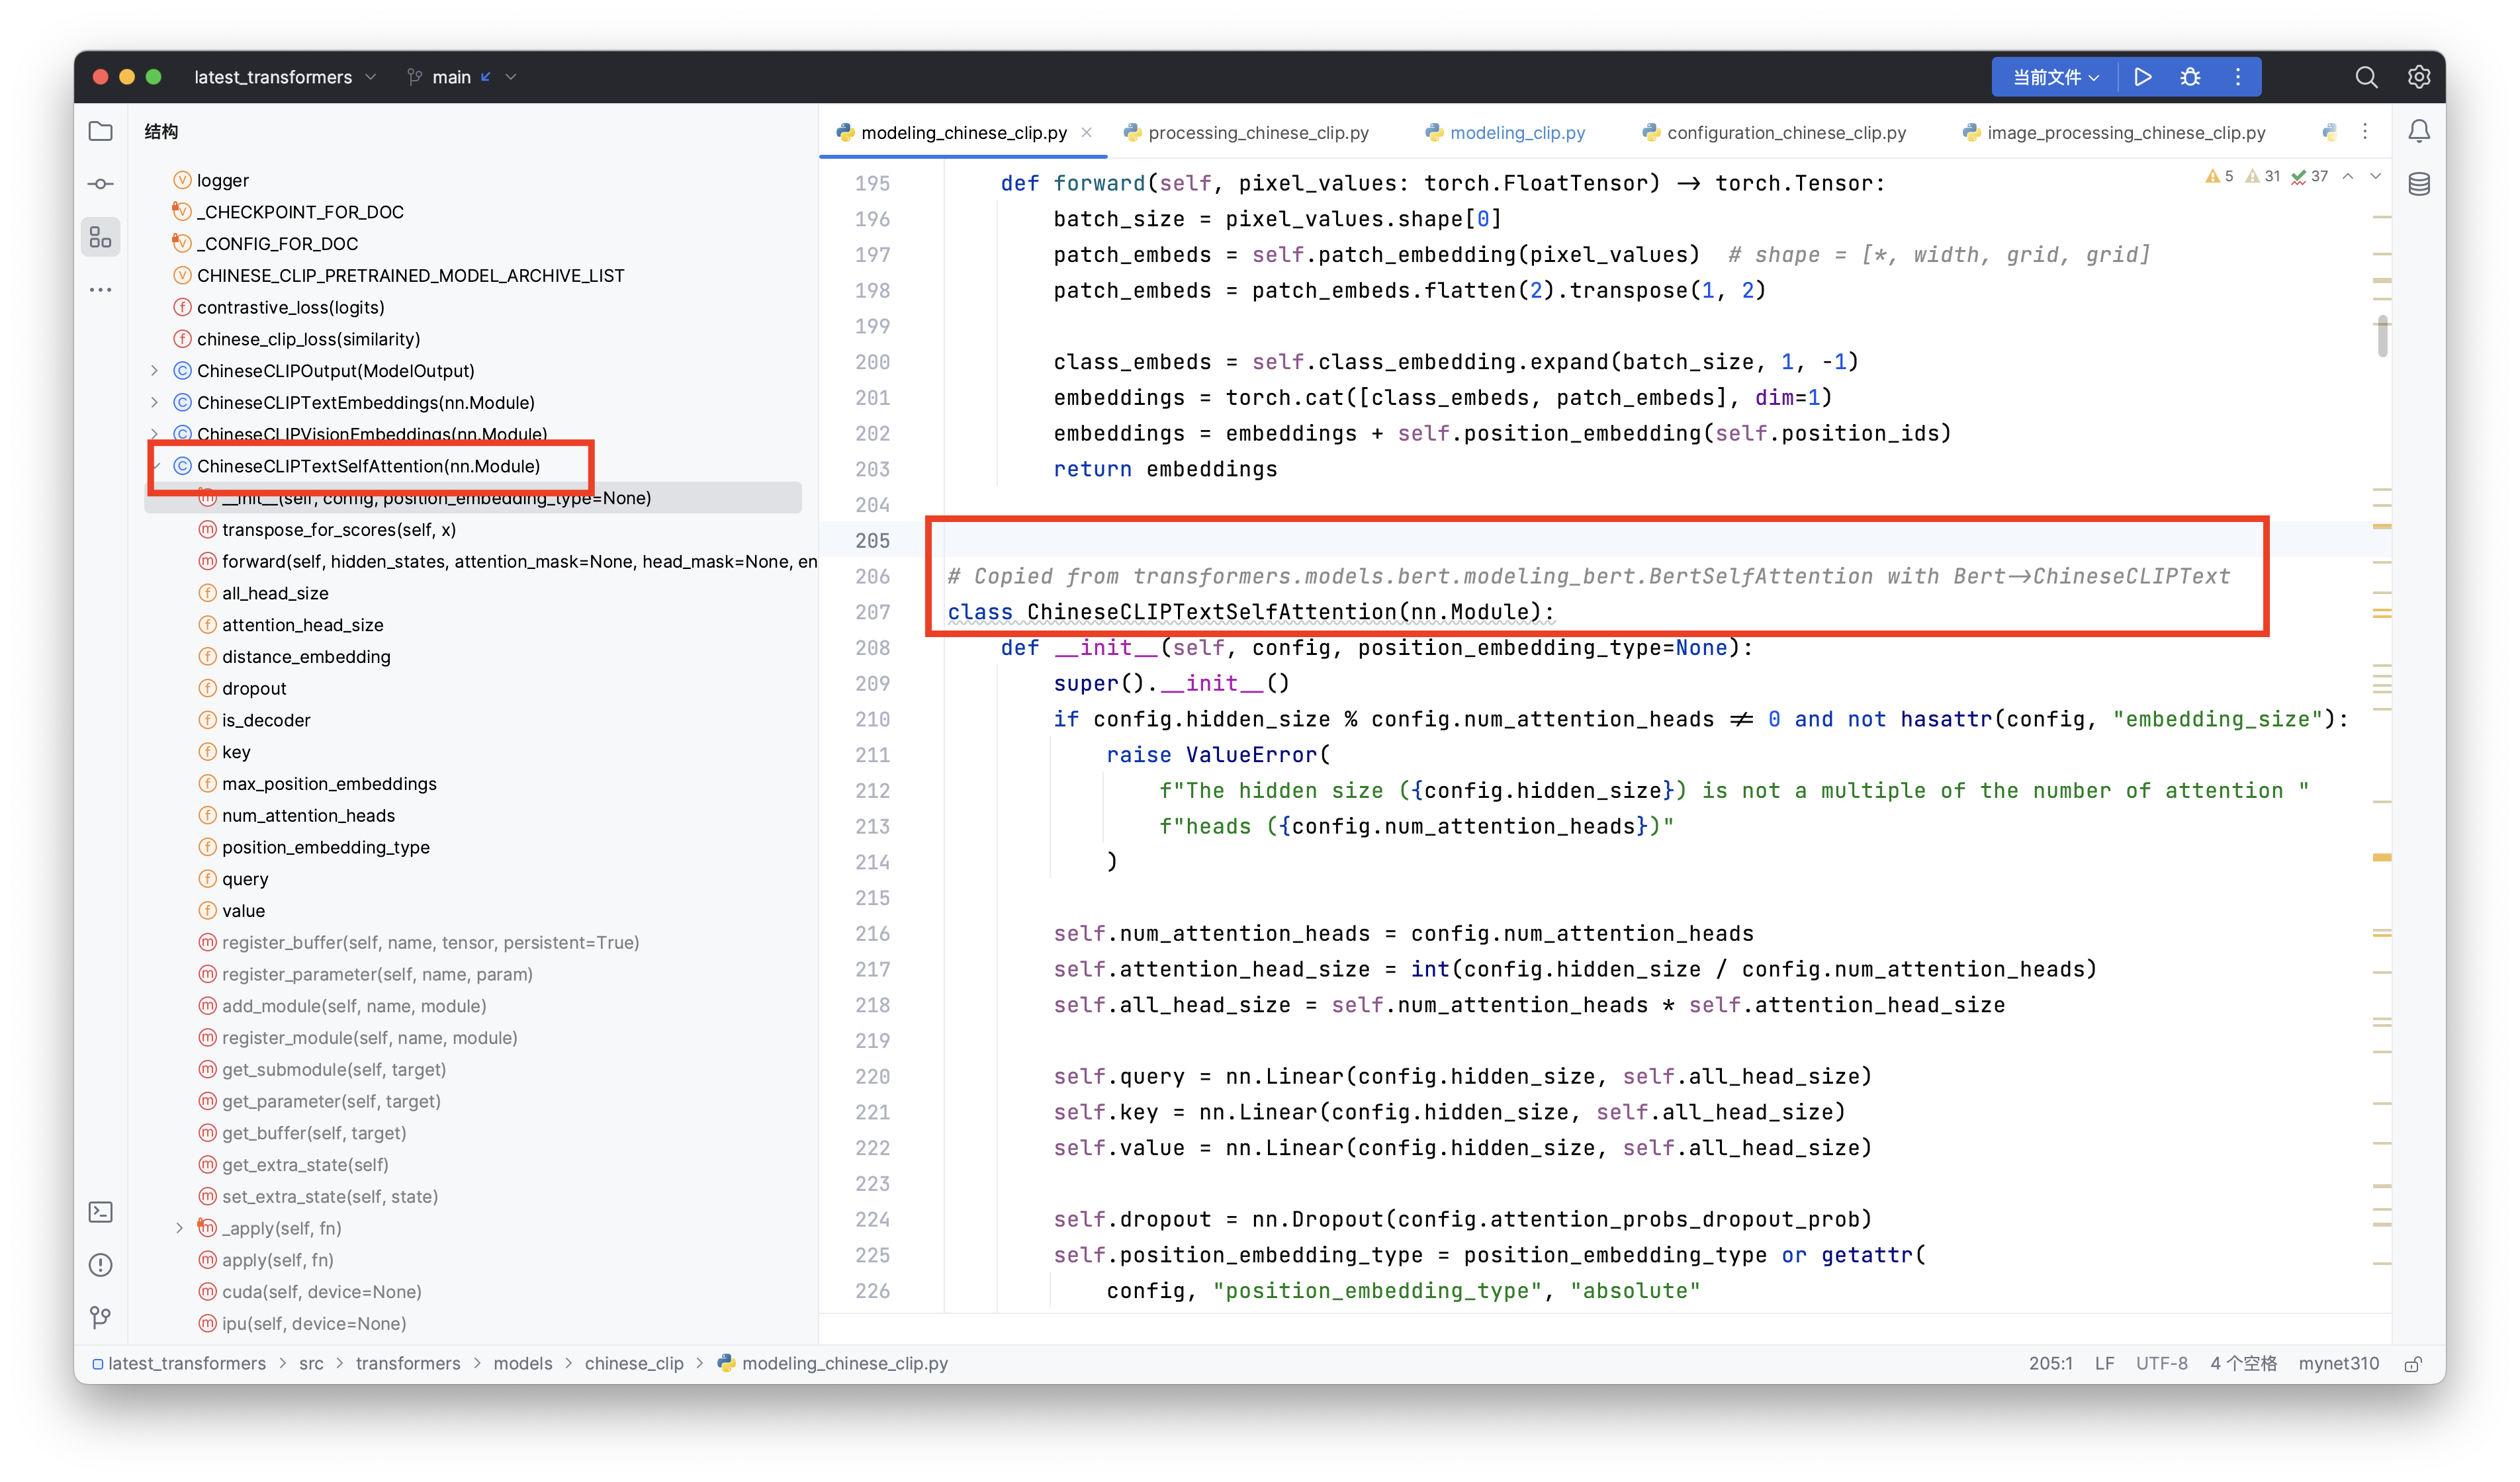 latest_transformers
main
当前文件
结构
logger
_CHECKPOINT_FOR_DOC
_CONFIG_FOR_DOC
CHINESE_CLIP_PRETRAINED_MODEL_ARCHIVE_LIST
contrastive_loss(logits)
chinese_clip_loss(similarity)
ChineseCLIPOutput(ModelOutput)
ChineseCLIPTextEmbeddings(nn.Module)
ChineseCLIPVisionEmbeddings(nn.Module)
ChineseCLIPTextSelfAttention(nn.Module)
__init__(self, config, position_embedding_type=None)
transpose_for_scores(self, x)
forward(self, hidden_states, attention_mask=None, head_mask=None, en
all_head_size
attention_head_size
distance_embedding
dropout
is_decoder
key
max_position_embeddings
num_attention_heads
position_embedding_type
query
value
register_buffer(self, name, tensor, persistent=True)
register_parameter(self, name, param)
add_module(self, name, module)
register_module(self, name, module)
get_submodule(self, target)
get_parameter(self, target)
get_buffer(self, target)
get_extra_state(self)
set_extra_state(self, state)
_apply(self, fn)
apply(self, fn)
cuda(self, device=None)
ipu(self, device=None)
modeling_chinese_clip.py
processing_chinese_clip.py
modeling_clip.py
configuration_chinese_clip.py
image_processing_chinese_clip.py
5 31 37
195 def forward(self, pixel_values: torch.FloatTensor) -> torch.Tensor:
196 batch_size = pixel_values.shape[0]
197 patch_embeds = self.patch_embedding(pixel_values)  # shape = [*, width, grid, grid]
198 patch_embeds = patch_embeds.flatten(2).transpose(1, 2)
199
200 class_embeds = self.class_embedding.expand(batch_size, 1, -1)
201 embeddings = torch.cat([class_embeds, patch_embeds], dim=1)
202 embeddings = embeddings + self.position_embedding(self.position_ids)
203 return embeddings
204
205
206 # Copied from transformers.models.bert.modeling_bert.BertSelfAttention with Bert->ChineseCLIPText
207 class ChineseCLIPTextSelfAttention(nn.Module):
208 def __init__(self, config, position_embedding_type=None):
209 super().__init__()
210 if config.hidden_size % config.num_attention_heads != 0 and not hasattr(config, "embedding_size"):
211 raise ValueError(
212 f"The hidden size ({config.hidden_size}) is not a multiple of the number of attention "
213 f"heads ({config.num_attention_heads})"
214 )
215
216 self.num_attention_heads = config.num_attention_heads
217 self.attention_head_size = int(config.hidden_size / config.num_attention_heads)
218 self.all_head_size = self.num_attention_heads * self.attention_head_size
219
220 self.query = nn.Linear(config.hidden_size, self.all_head_size)
221 self.key = nn.Linear(config.hidden_size, self.all_head_size)
222 self.value = nn.Linear(config.hidden_size, self.all_head_size)
223
224 self.dropout = nn.Dropout(config.attention_probs_dropout_prob)
225 self.position_embedding_type = position_embedding_type or getattr(
226 config, "position_embedding_type", "absolute"
latest_transformers > src > transformers > models > chinese_clip > modeling_chinese_clip.py
205:1 LF UTF-8 4 个空格 mynet310